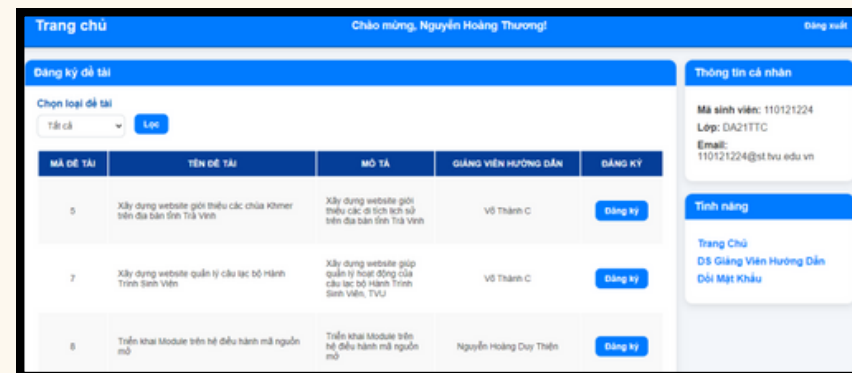 Trang chủ
Chào mừng, Nguyễn Hoàng Thương!
Đăng xuất
Đăng ký đề tài
Chọn loại đề tài
Tất cả
Lọc
MÃ ĐỀ TÀI
TÊN ĐỀ TÀI
MÔ TẢ
GIẢNG VIÊN HƯỚNG DẪN
ĐĂNG KÝ
5
Xây dựng website giới thiệu các chùa Khmer
trên địa bàn tỉnh Trà Vinh
Xây dựng website giới
thiệu các di tích lịch sử
trên địa bàn tỉnh Trà Vinh
Võ Thành C
Đăng ký
7
Xây dựng website quản lý câu lạc bộ Hành
Trình Sinh Viên
Xây dựng website giúp
quản lý hoạt động của
câu lạc bộ Hành Trình
Sinh Viên, TVU
Võ Thành C
Đăng ký
8
Triển khai Module trên hệ điều hành mã nguồn
mở
Triển khai Module trên
hệ điều hành mã nguồn
mở
Nguyễn Hoàng Duy Thiện
Đăng ký
Thông tin cá nhân
Mã sinh viên: 110121224
Lớp: DA21TTC
Email:
110121224@st.tvu.edu.vn
Tính năng
Trang Chủ
DS Giảng Viên Hướng Dẫn
Đổi Mật Khẩu